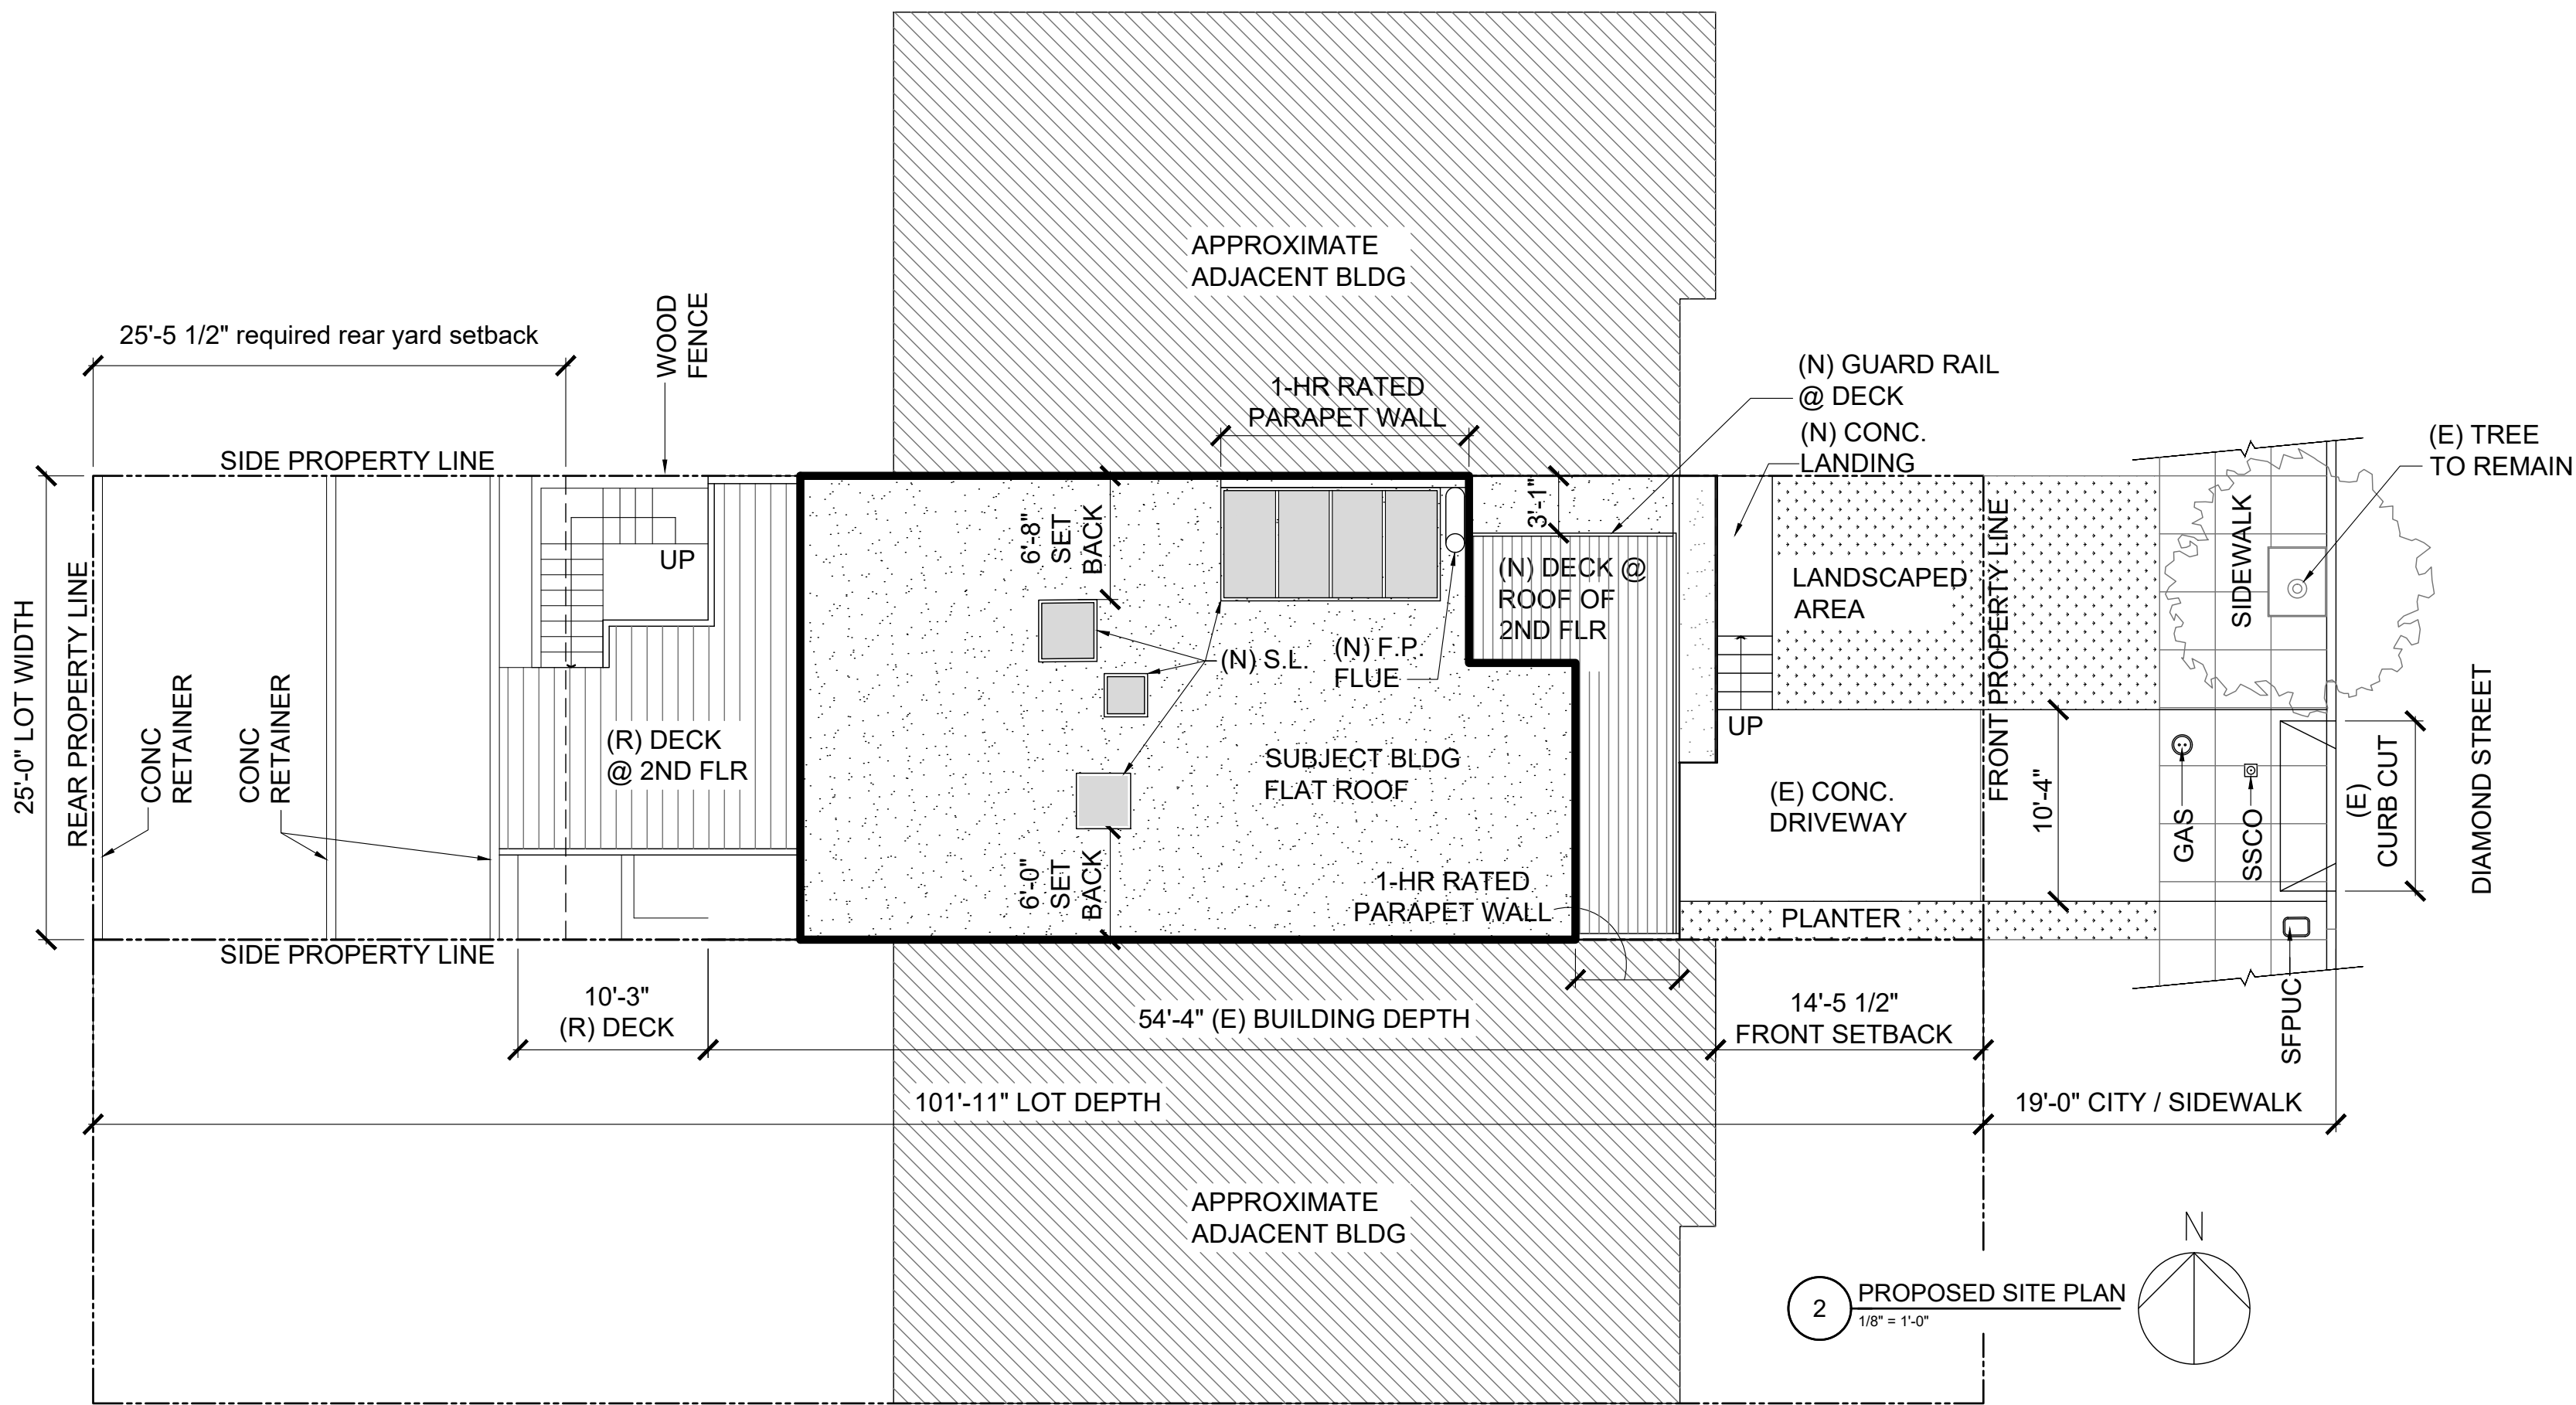 APPROXIMATE
ADJACENT BLDG
25'-5 1/2" required rear yard setback
WOOD
FENCE
1-HR RATED
PARAPET WALL
(N) GUARD RAIL
@ DECK
(N) CONC.
LANDING
(E) TREE
TO REMAIN
SIDE PROPERTY LINE
25'-0" LOT WIDTH
REAR PROPERTY LINE
CONC
RETAINER
CONC
RETAINER
UP
(R) DECK
@ 2ND FLR
6'-8"
SET
BACK
(N) S.L.
(N) F.P.
FLUE
3'-1"
(N) DECK @
ROOF OF
2ND FLR
LANDSCAPED
AREA
FRONT PROPERTY LINE
SIDEWALK
SUBJECT BLDG
FLAT ROOF
UP
(E) CONC.
DRIVEWAY
10'-4"
GAS
SSCO
(E)
CURB CUT
DIAMOND STREET
6'-0"
SET
BACK
1-HR RATED
PARAPET WALL
PLANTER
SIDE PROPERTY LINE
10'-3"
(R) DECK
54'-4" (E) BUILDING DEPTH
14'-5 1/2"
FRONT SETBACK
SFPUC
101'-11" LOT DEPTH
19'-0" CITY / SIDEWALK
APPROXIMATE
ADJACENT BLDG
N
2
PROPOSED SITE PLAN
1/8" = 1'-0"